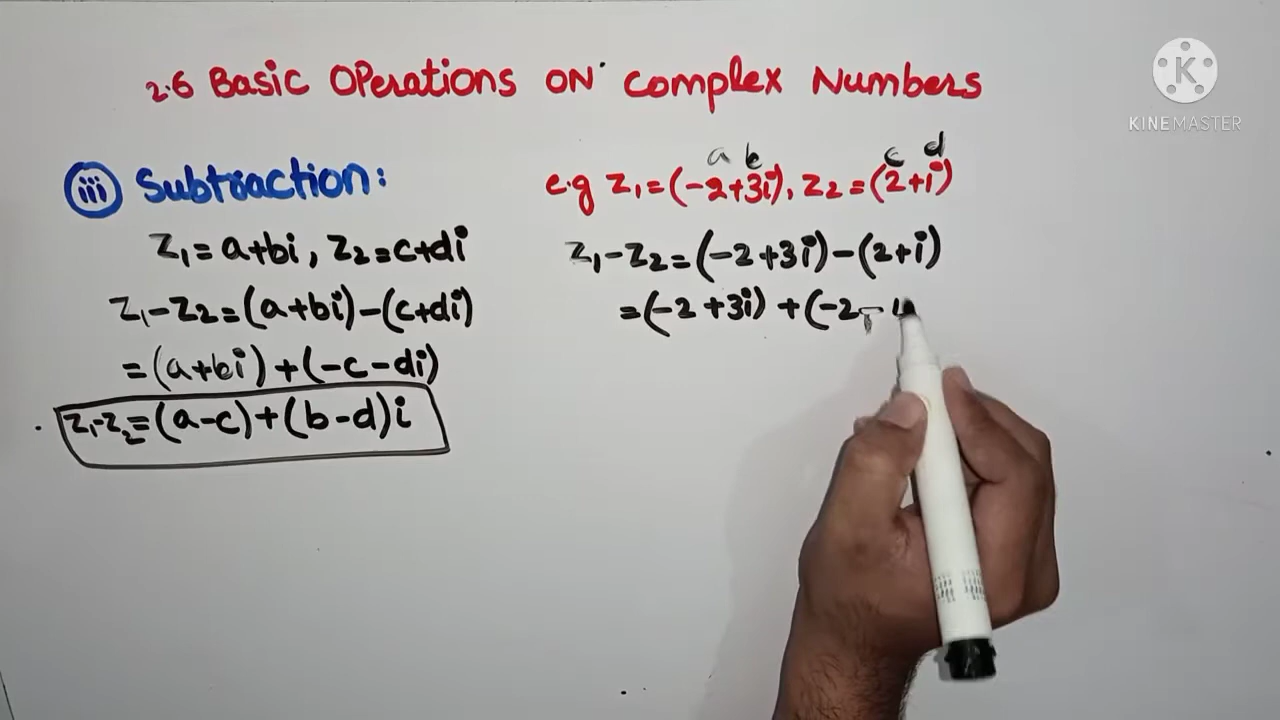 2.6 Basic Operations on Complex Numbers
K
KINEMASTER
iii Subtraction:
z₁=a+bi, z₂=c+di
z₁-z₂=(a+bi)-(c+di)
=(a+bi)+(-c-di)
z₁-z₂=(a-c)+(b-d)i
a b c d
e.g z₁=(-2+3i), z₂=(2+i)
z₁-z₂=(-2+3i)-(2+i)
=(-2+3i)+(-2-